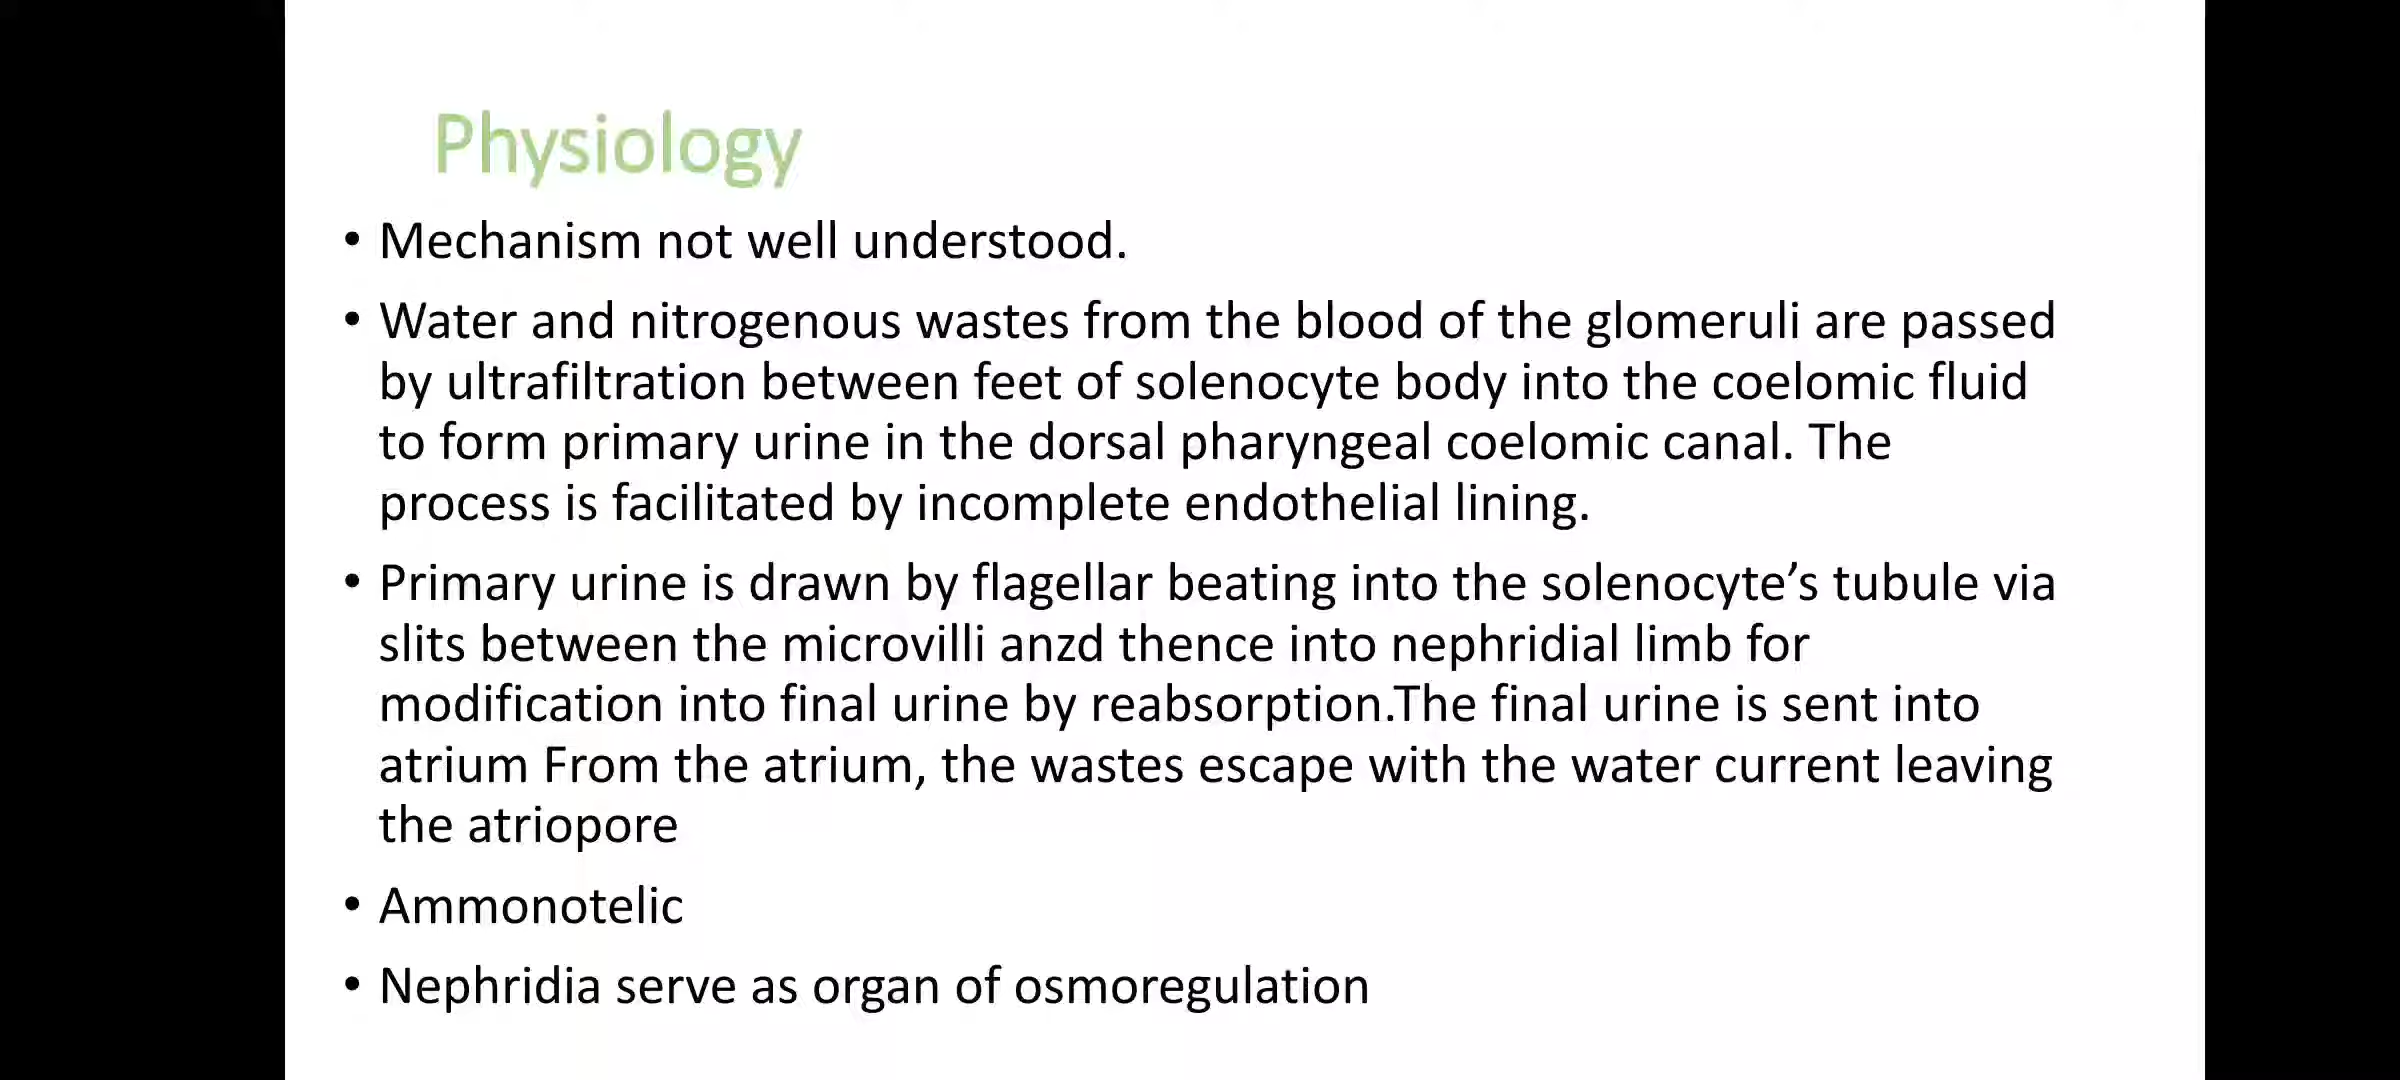 Physiology
• Mechanism not well understood.
• Water and nitrogenous wastes from the blood of the glomeruli are passed
by ultrafiltration between feet of solenocyte body into the coelomic fluid
to form primary urine in the dorsal pharyngeal coelomic canal. The
process is facilitated by incomplete endothelial lining.
• Primary urine is drawn by flagellar beating into the solenocyte’s tubule via
slits between the microvilli anzd thence into nephridial limb for
modification into final urine by reabsorption.The final urine is sent into
atrium From the atrium, the wastes escape with the water current leaving
the atriopore
• Ammonotelic
• Nephridia serve as organ of osmoregulation